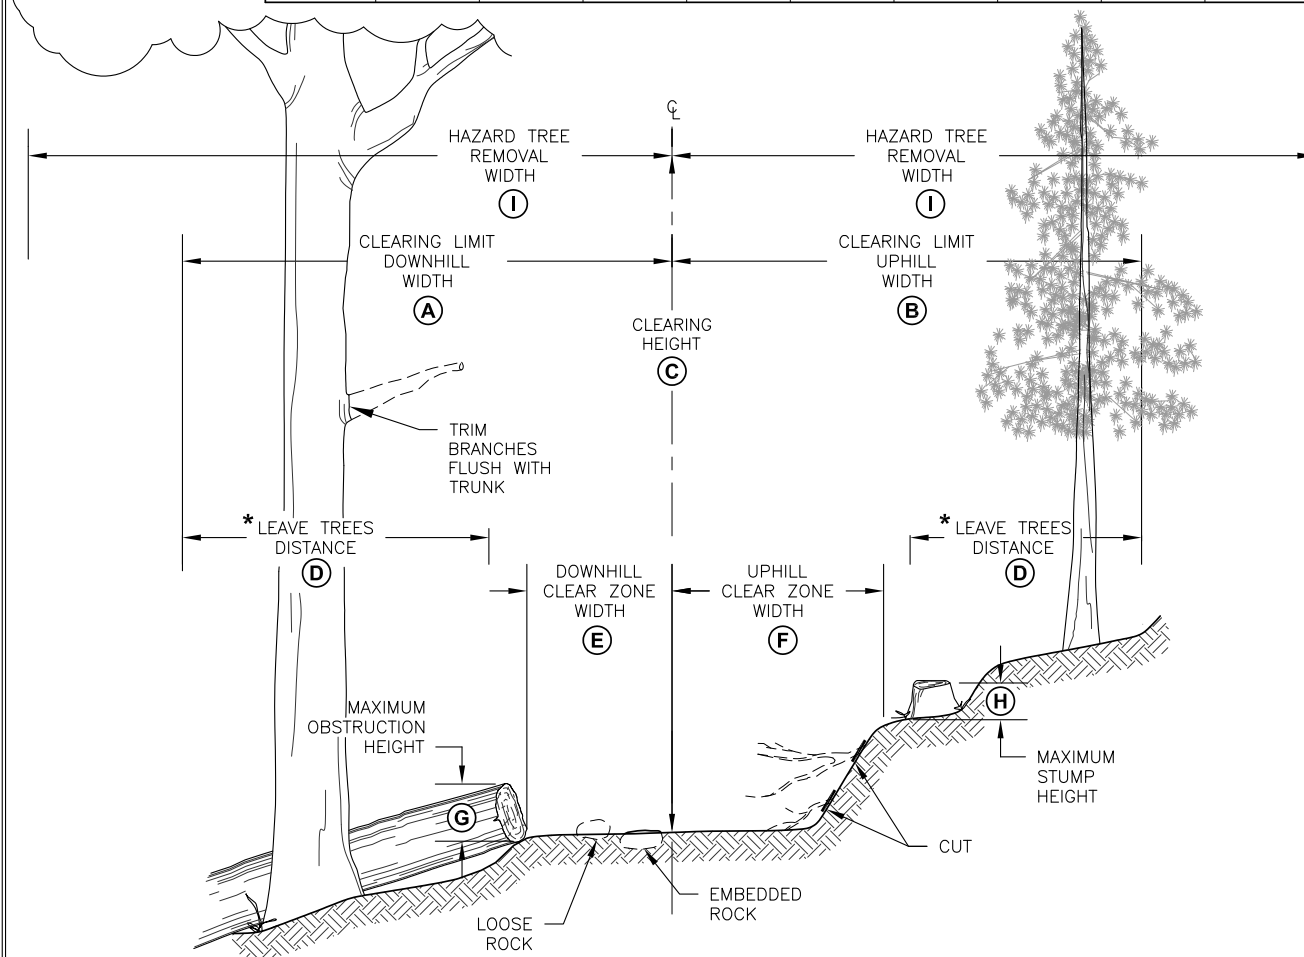 ℄
HAZARD TREE
REMOVAL
WIDTH
I
HAZARD TREE
REMOVAL
WIDTH
I
CLEARING LIMIT
DOWNHILL
WIDTH
A
CLEARING LIMIT
UPHILL
WIDTH
B
CLEARING
HEIGHT
C
TRIM
BRANCHES
FLUSH WITH
TRUNK
* LEAVE TREES
DISTANCE
D
* LEAVE TREES
DISTANCE
D
DOWNHILL
CLEAR ZONE
WIDTH
E
UPHILL
CLEAR ZONE
WIDTH
F
MAXIMUM
OBSTRUCTION
HEIGHT
G
H
MAXIMUM
STUMP
HEIGHT
CUT
EMBEDDED
ROCK
LOOSE
ROCK